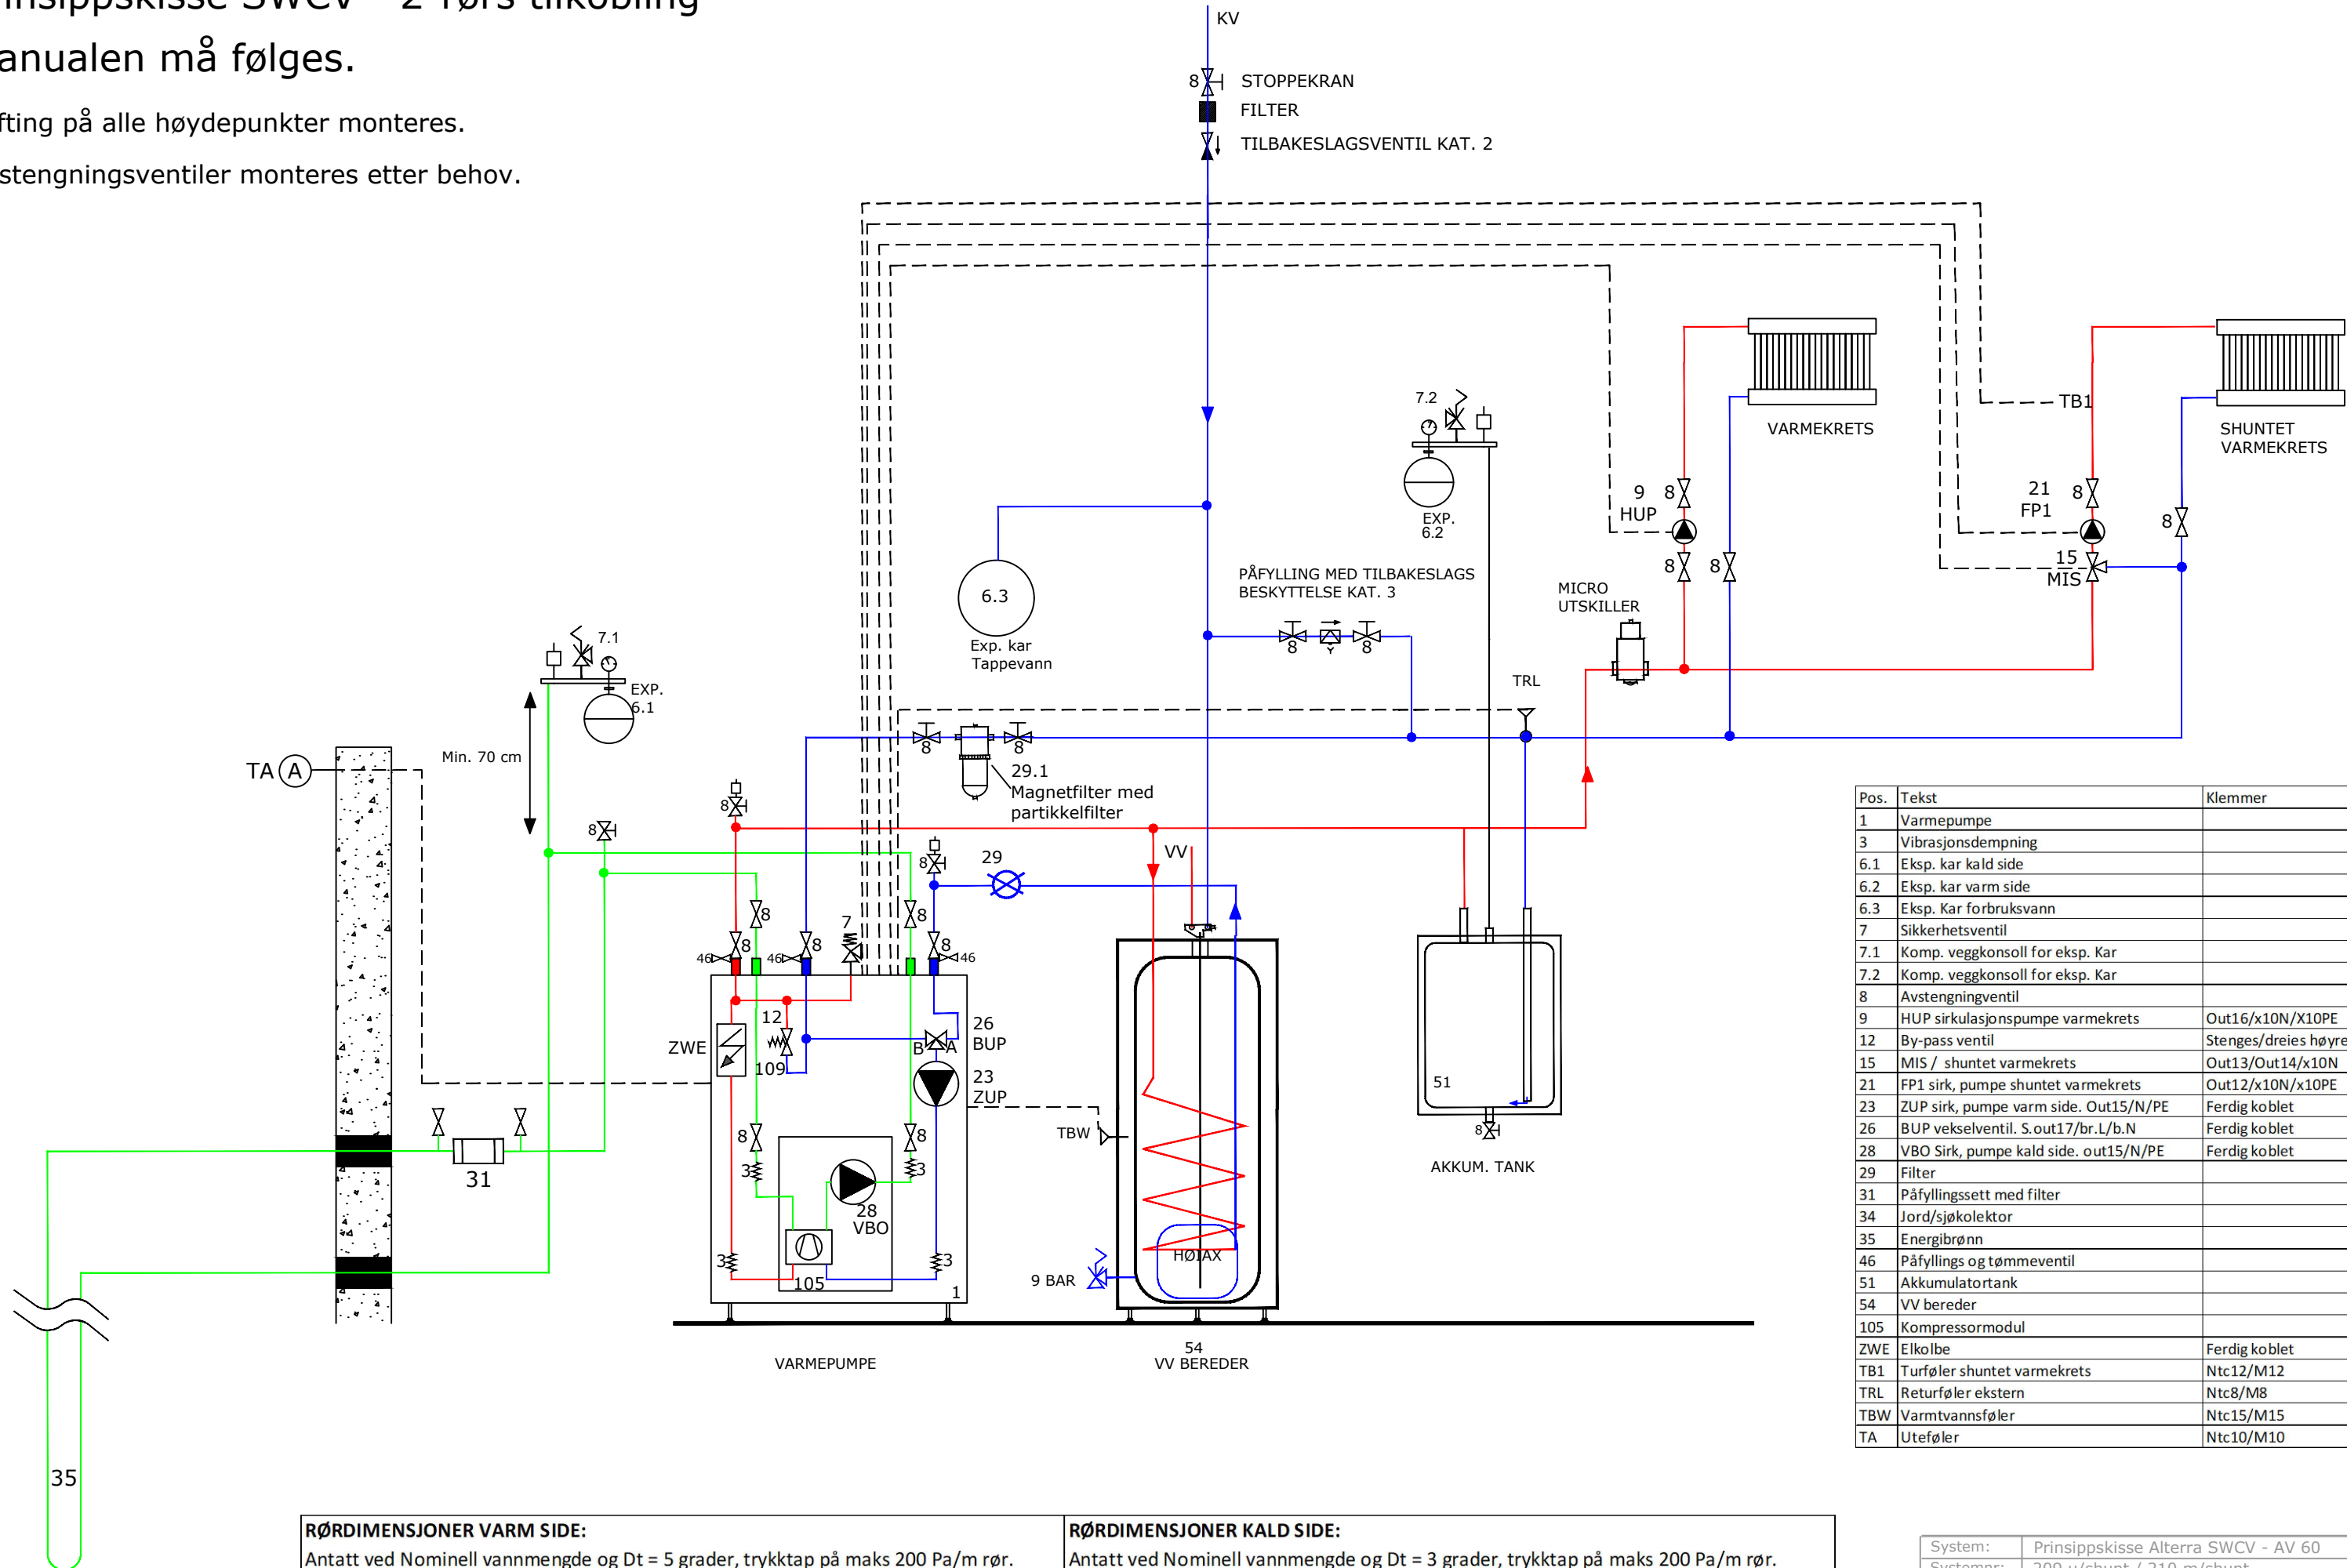 insippskisse SWCV - 2 rørs tilkobling
anualen må følges.
fting på alle høydepunkter monteres.
stengningsventiler monteres etter behov.
KV
8 STOPPEKRAN
FILTER
TILBAKESLAGSVENTIL KAT. 2
TB1
VARMEKRETS
SHUNTET
VARMEKRETS
7.2
EXP.
6.2
9
HUP
8
8
8
21
FP1
8
8
15
MIS
6.3
Exp. kar
Tappevann
PÅFYLLING MED TILBAKESLAGS
BESKYTTELSE KAT. 3
8
8
MICRO
UTSKILLER
TRL
7.1
EXP.
6.1
Min. 70 cm
TA A
8
8
29.1
Magnetfilter med
partikkelfilter
8
8
8
29
VV
8
7
8
8
8
8
46
46
46
12
109
ZWE
B A
26
BUP
23
ZUP
8
8
3
3
28
VBO
3
3
105
1
TBW
9 BAR
HØIAX
51
8
AKKUM. TANK
31
35
VARMEPUMPE
54
VV BEREDER
Pos. Tekst Klemmer
1 Varmepumpe
3 Vibrasjonsdempning
6.1 Eksp. kar kald side
6.2 Eksp. kar varm side
6.3 Eksp. Kar forbruksvann
7 Sikkerhetsventil
7.1 Komp. veggkonsoll for eksp. Kar
7.2 Komp. veggkonsoll for eksp. Kar
8 Avstengningventil
9 HUP sirkulasjonspumpe varmekrets Out16/x10N/X10PE
12 By-pass ventil Stenges/dreies høyre
15 MIS / shuntet varmekrets Out13/Out14/x10N
21 FP1 sirk, pumpe shuntet varmekrets Out12/x10N/x10PE
23 ZUP sirk, pumpe varm side. Out15/N/PE Ferdig koblet
26 BUP vekselventil. S.out17/br.L/b.N Ferdig koblet
28 VBO Sirk, pumpe kald side. out15/N/PE Ferdig koblet
29 Filter
31 Påfyllingssett med filter
34 Jord/sjøkolektor
35 Energibrønn
46 Påfyllings og tømmeventil
51 Akkumulatortank
54 VV bereder
105 Kompressormodul
ZWE Elkolbe Ferdig koblet
TB1 Turføler shuntet varmekrets Ntc12/M12
TRL Returføler ekstern Ntc8/M8
TBW Varmtvannsføler Ntc15/M15
TA Uteføler Ntc10/M10
RØRDIMENSJONER VARM SIDE:
Antatt ved Nominell vannmengde og Dt = 5 grader, trykktap på maks 200 Pa/m rør.
RØRDIMENSJONER KALD SIDE:
Antatt ved Nominell vannmengde og Dt = 3 grader, trykktap på maks 200 Pa/m rør.
System: Prinsippskisse Alterra SWCV - AV 60
Systemnr: 209 u/shunt / 210 m/shunt